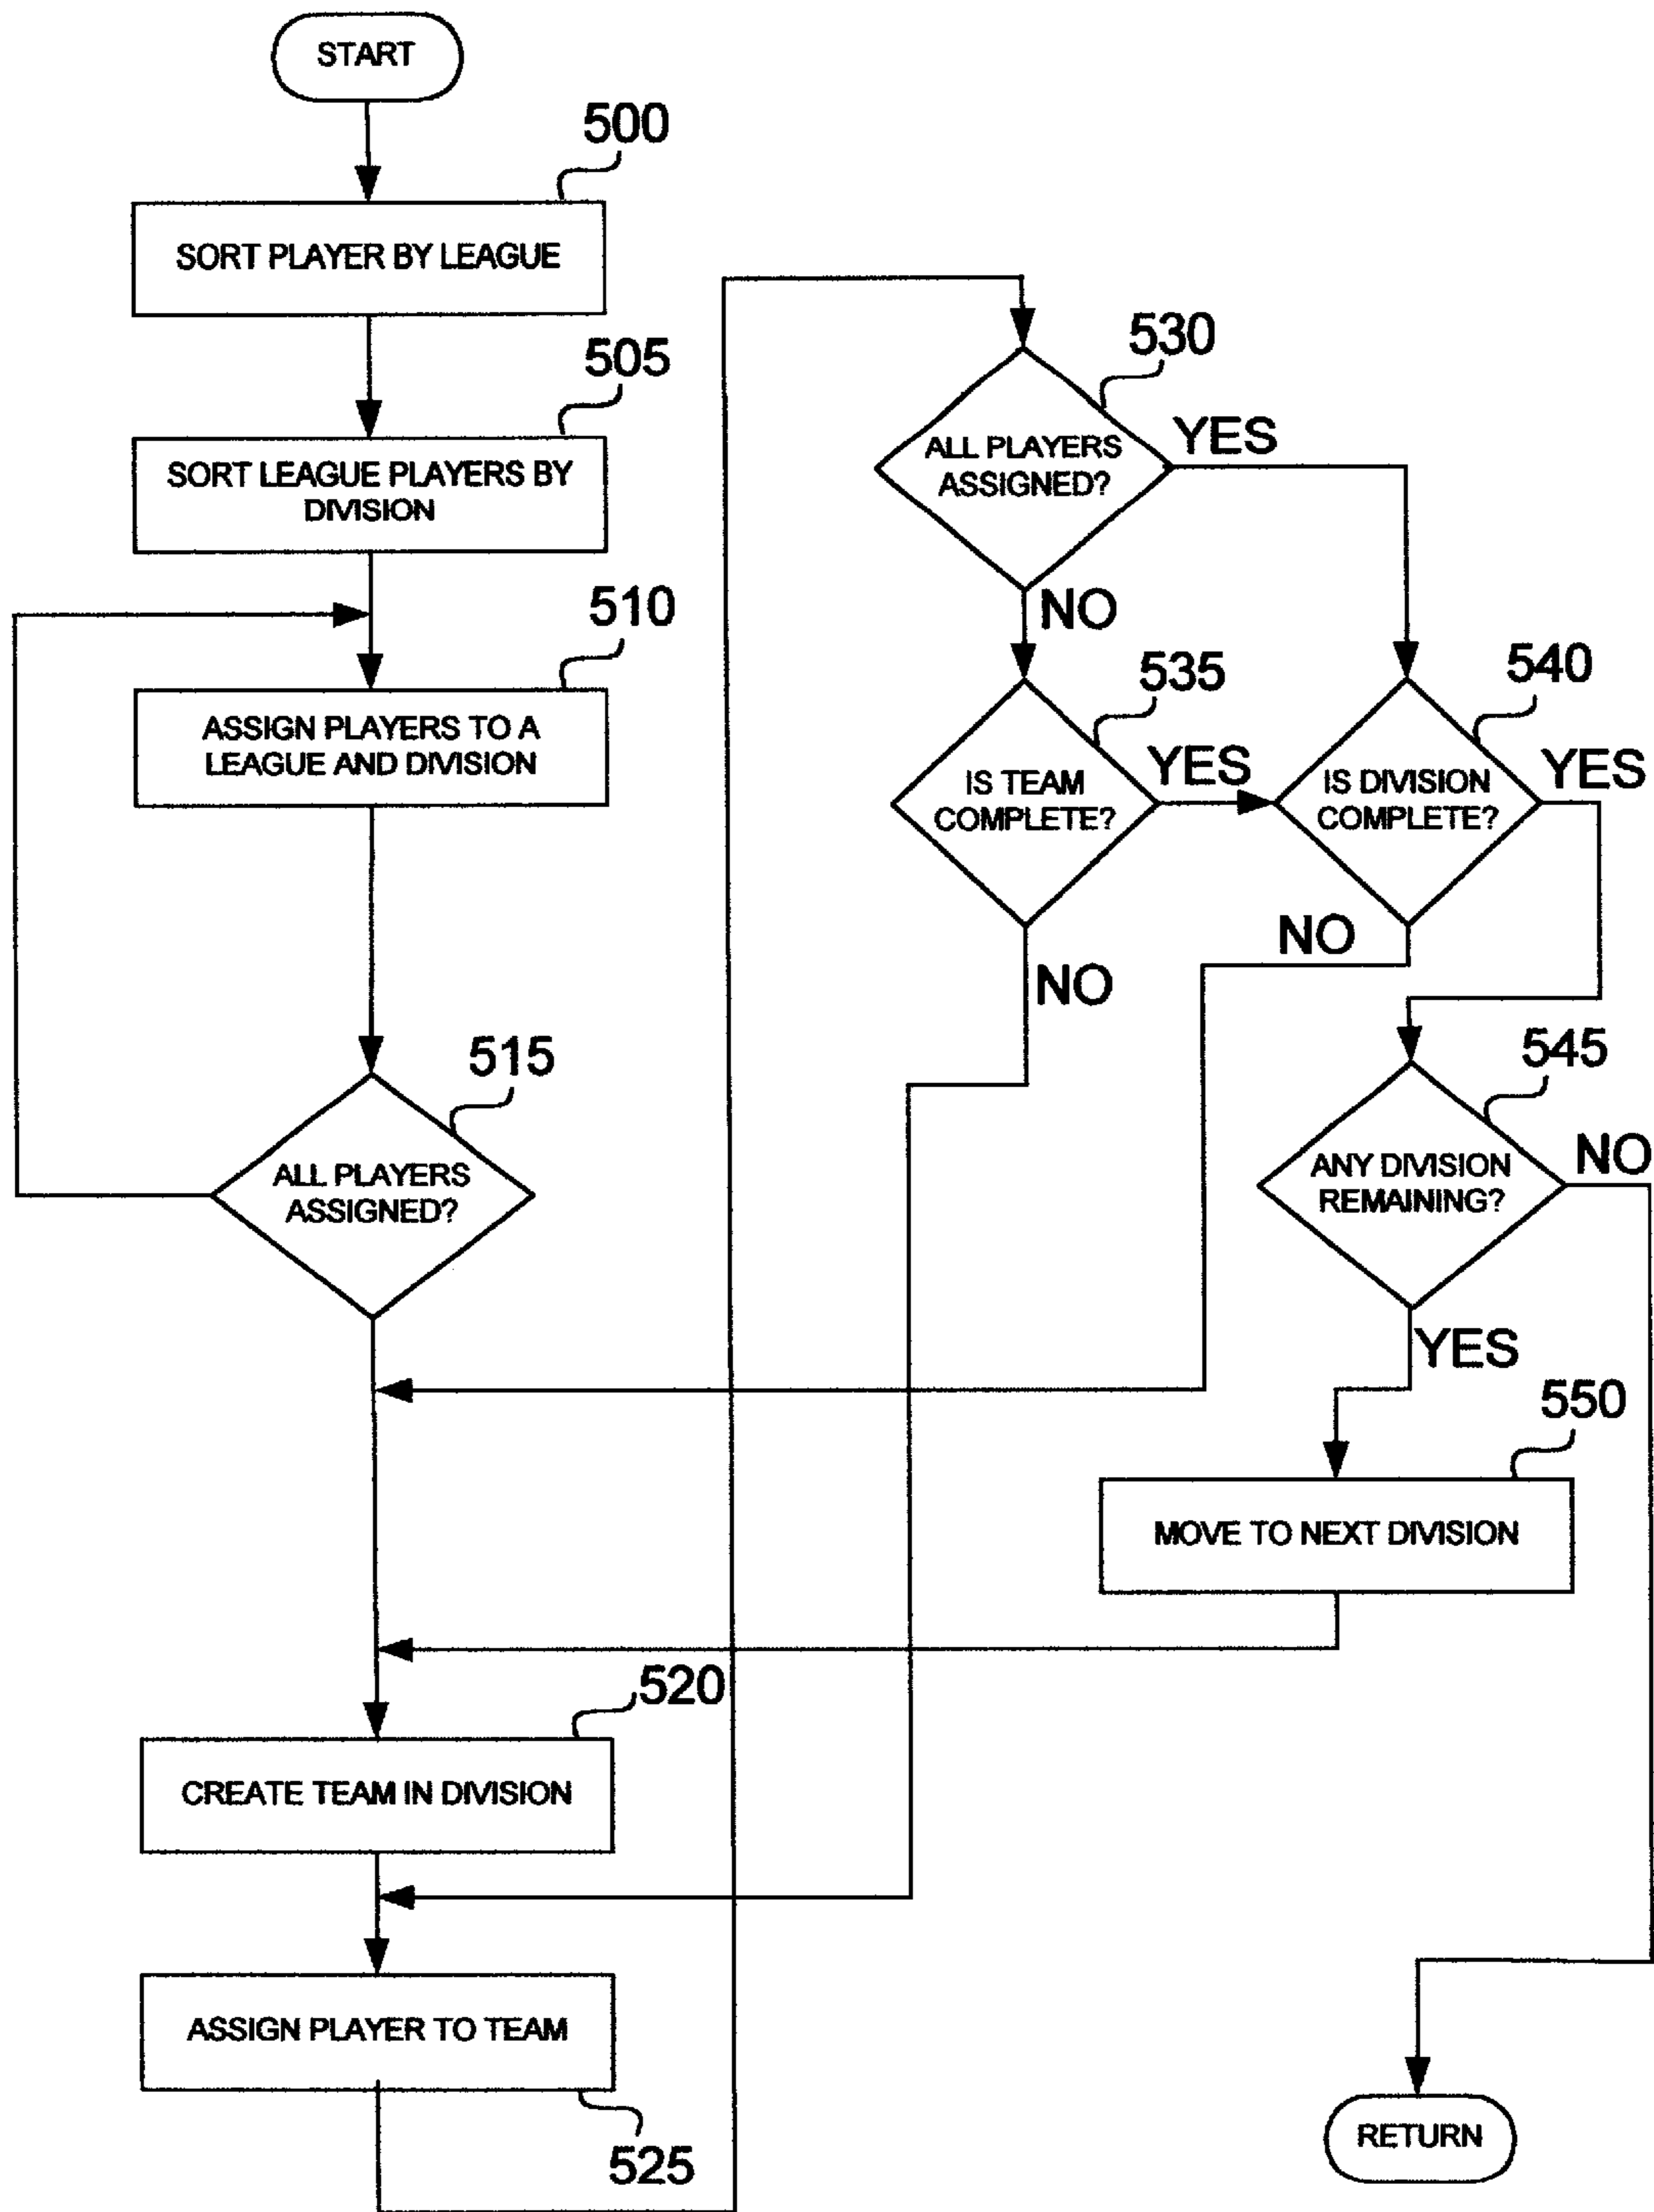 START
500
SORT PLAYER BY LEAGUE
505
SORT LEAGUE PLAYERS BY
DIVISION
510
ASSIGN PLAYERS TO A
LEAGUE AND DIVISION
515
ALL PLAYERS
ASSIGNED?
520
CREATE TEAM IN DIVISION
ASSIGN PLAYER TO TEAM
525
530
ALL PLAYERS
ASSIGNED?
YES
NO
535
IS TEAM
COMPLETE?
YES
NO
540
IS DIVISION
COMPLETE?
YES
NO
545
ANY DIVISION
REMAINING?
NO
YES
550
MOVE TO NEXT DIVISION
RETURN